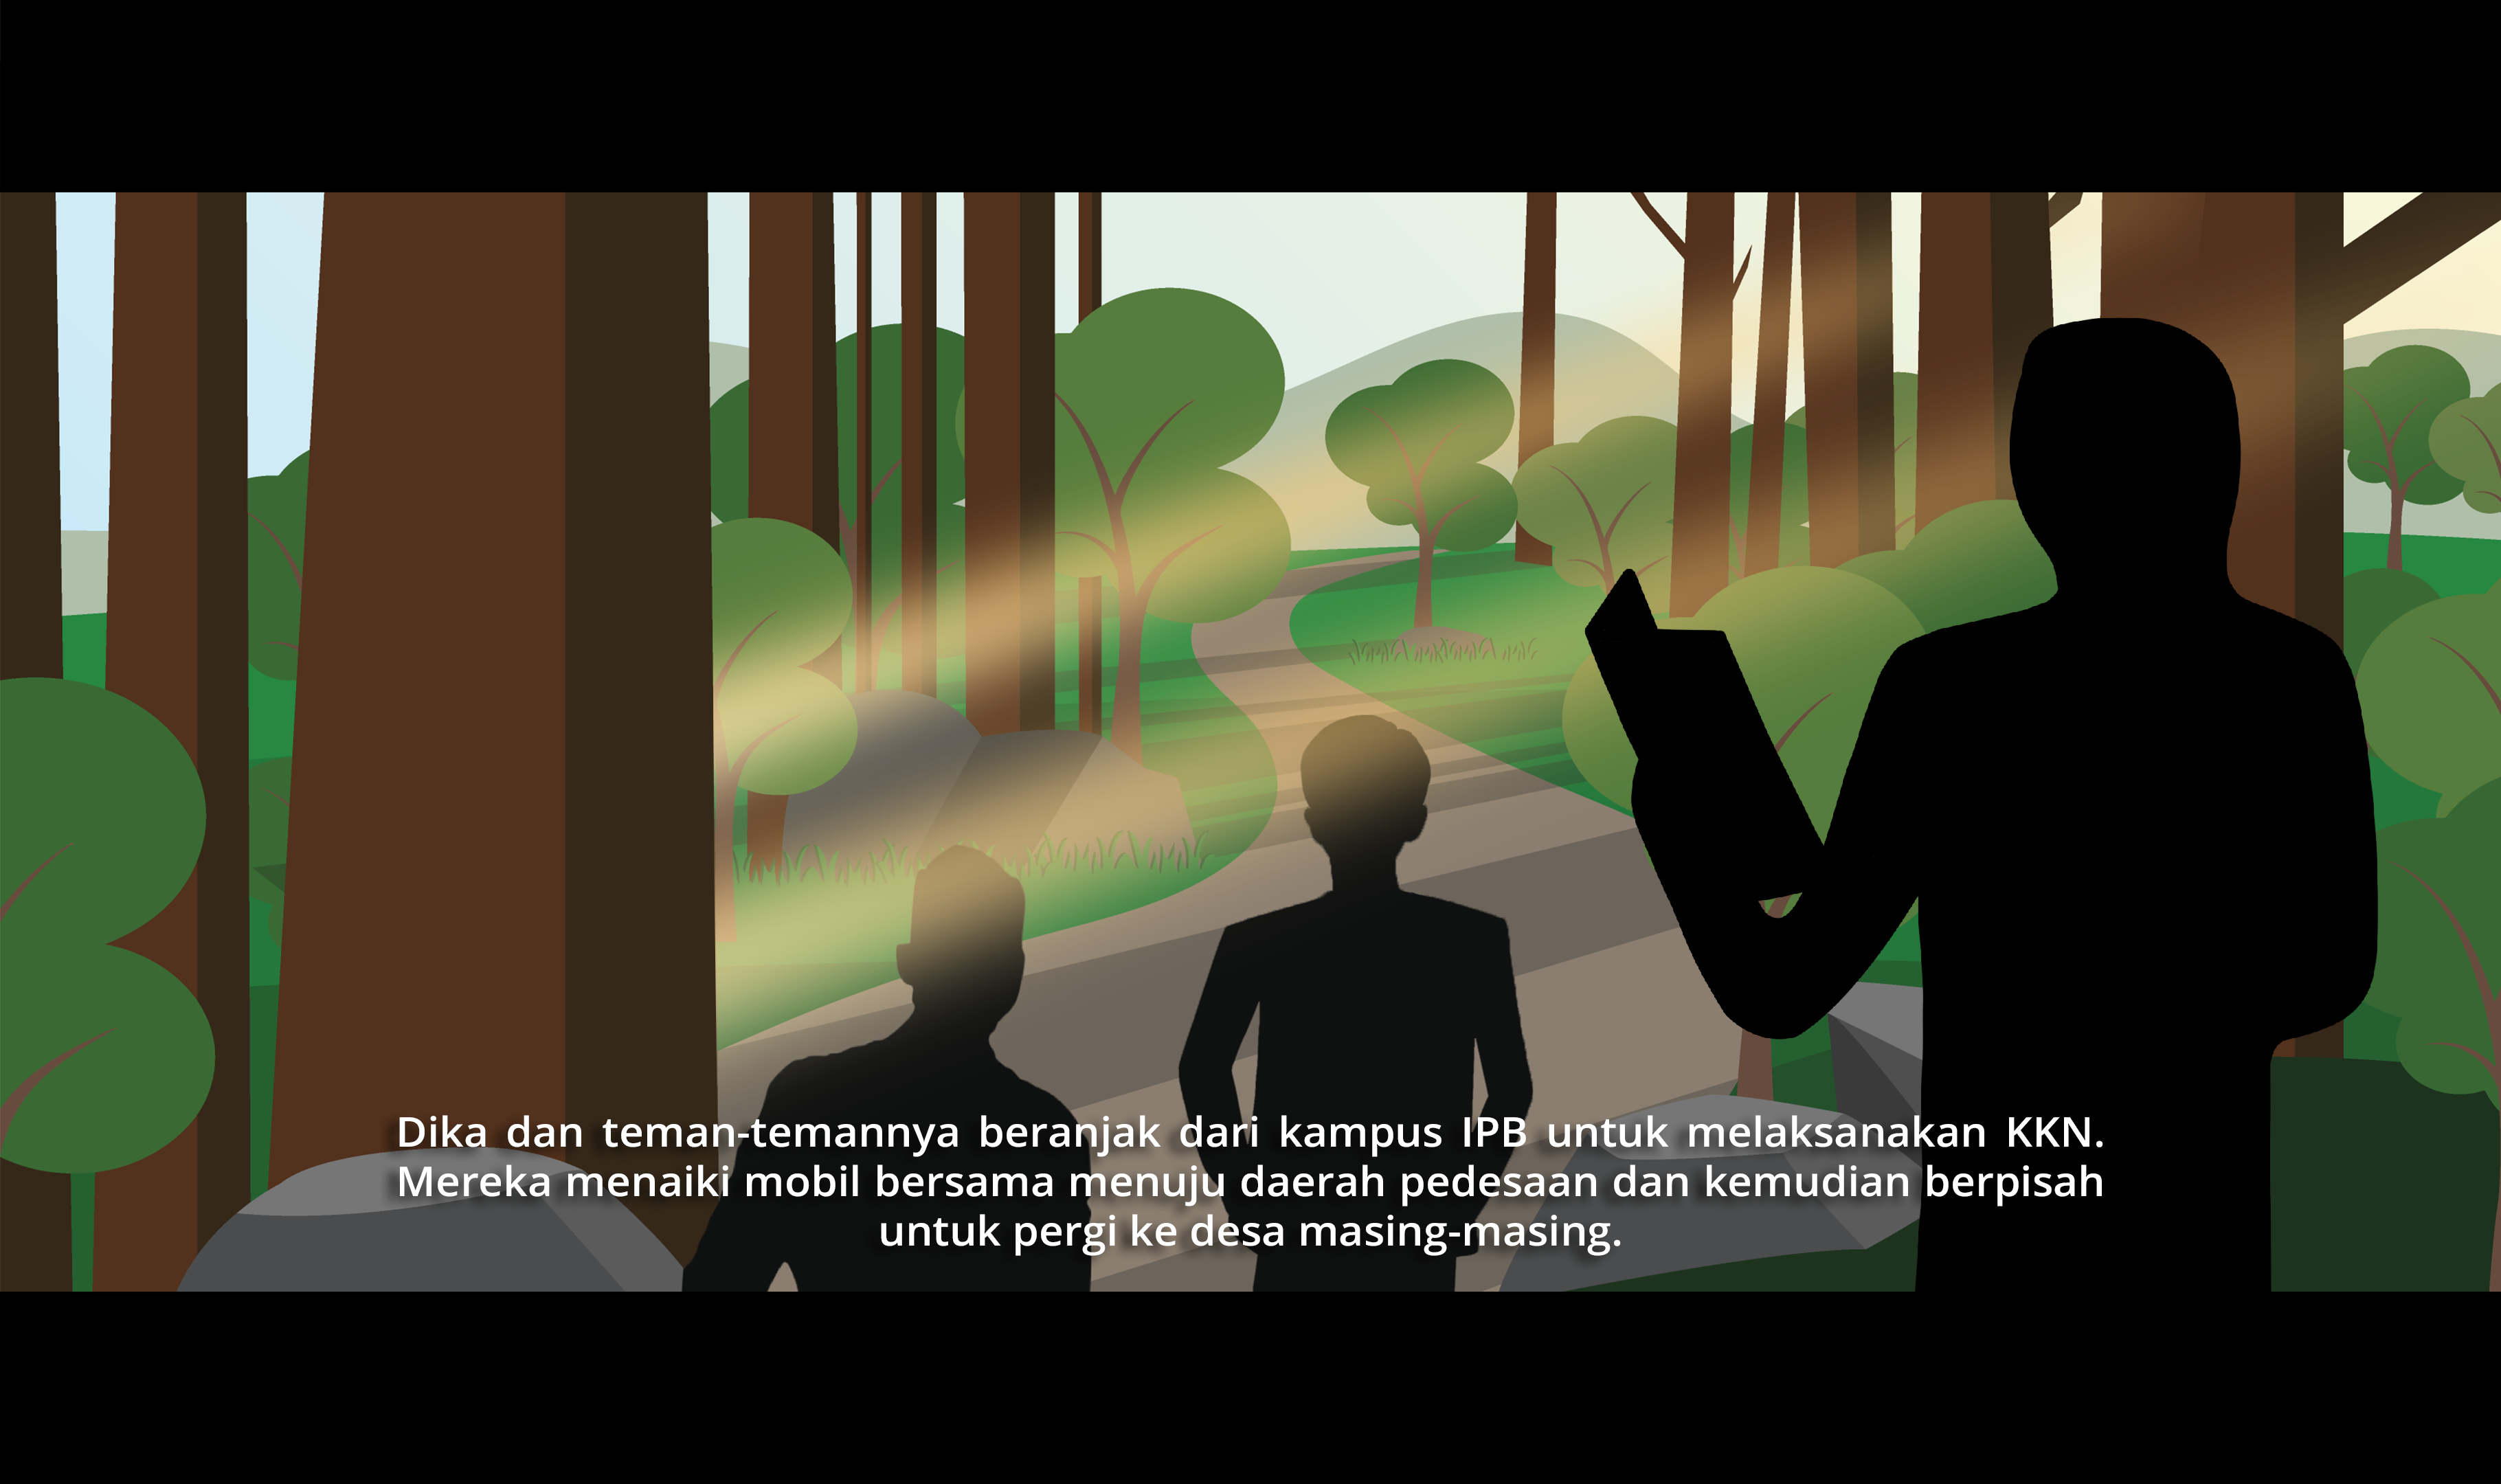 Dika dan teman-temannya beranjak dari kampus IPB untuk melaksanakan KKN.
Mereka menaiki mobil bersama menuju daerah pedesaan dan kemudian berpisah
untuk pergi ke desa masing-masing.